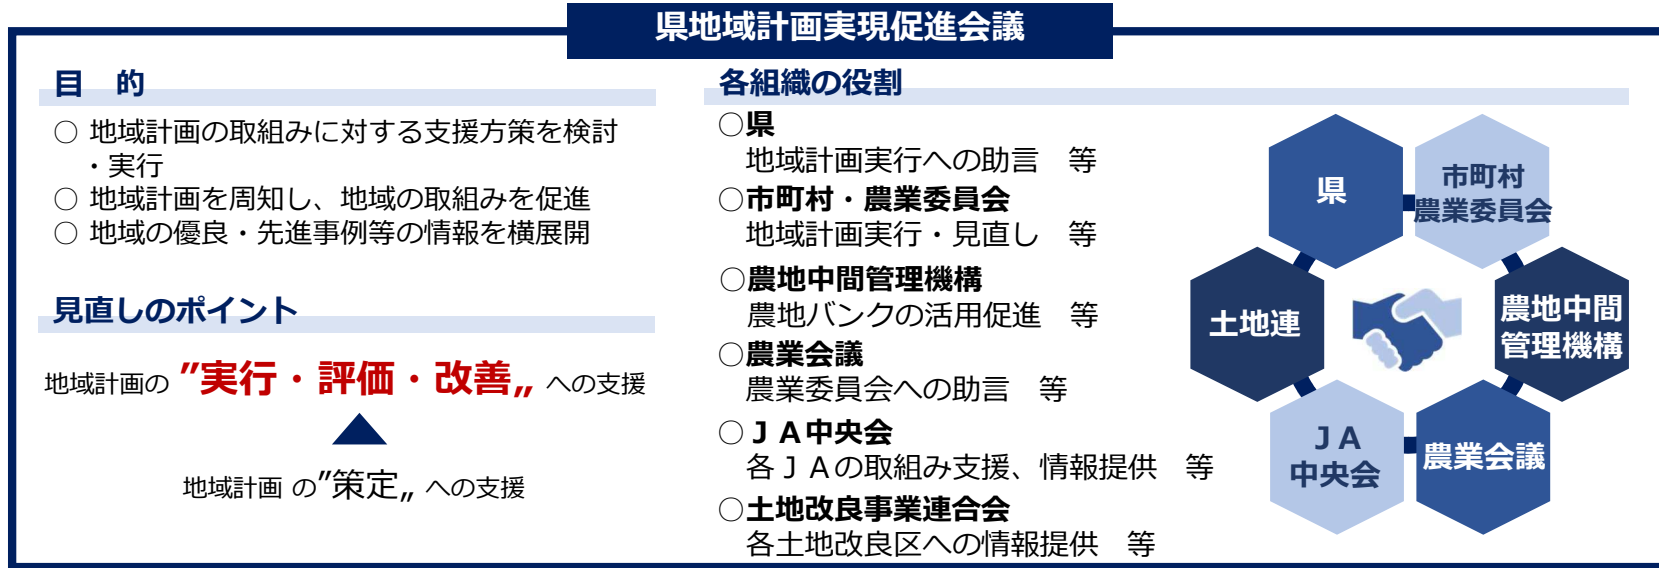 県地域計画実現促進会議
目　的
○ 地域計画の取組みに対する支援方策を検討
・実行
○ 地域計画を周知し、地域の取組みを促進
○ 地域の優良・先進事例等の情報を横展開
見直しのポイント
地域計画の ”実行・評価・改善„ への支援
地域計画 の”策定„ への支援
各組織の役割
○県
地域計画実行への助言　等
○市町村・農業委員会
地域計画実行・見直し　等
○農地中間管理機構
農地バンクの活用促進　等
○農業会議
農業委員会への助言　等
○ＪＡ中央会
各ＪＡの取組み支援、情報提供　等
○土地改良事業連合会
各土地改良区への情報提供　等
県
市町村
農業委員会
土地連
農地中間
管理機構
ＪＡ
中央会
農業会議